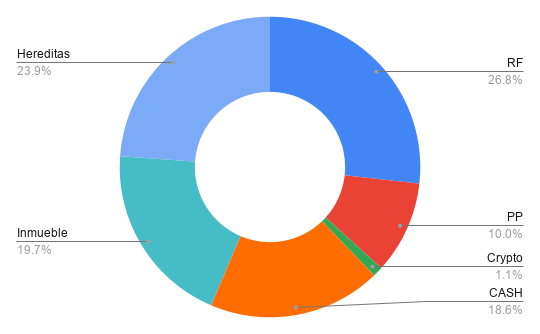 Hereditas
23.9%
RF
26.8%
PP
10.0%
Inmueble
19.7%
Crypto
1.1%
CASH
18.6%